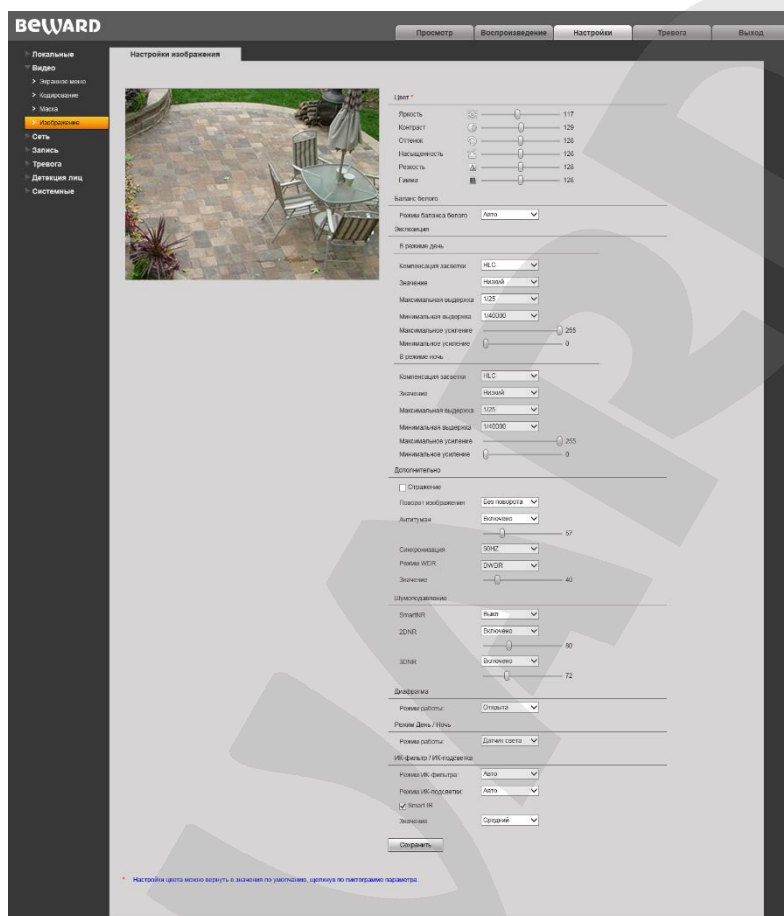 BEWARD
Просмотр Воспроизведение Настройки Тревога Выход
Локальные
Видео
Экранное меню
Кодирование
Маска
Изображение
Сеть
Запись
Тревога
Детекция лиц
Системные
Настройки изображения
Цвет *
Яркость 117
Контраст 129
Оттенок 126
Насыщенность 126
Резкость 126
Гамма 126
Баланс белого
Режим баланса белого Авто
Экспозиция
В режиме день
Компенсация засветки HLC
Значение Низкий
Максимальная выдержка 1/25
Минимальная выдержка 1/40000
Максимальное усиление 255
Минимальное усиление 0
В режиме ночь
Компенсация засветки HLC
Значение Низкий
Максимальная выдержка 1/25
Минимальная выдержка 1/40000
Максимальное усиление 255
Минимальное усиление 0
Дополнительно
Отражение
Поворот изображения Без поворота
Антитуман Включено
57
Синхронизация 50HZ
Режим WDR DWDR
Значение 40
Шумоподавление
SmartNR Выкл
2DNR Включено
80
3DNR Включено
72
Диафрагма
Режим работы: Открыта
Режим День / Ночь
Режим работы: Датчик света
ИК-фильтр / ИК-подсветка
Режим ИК-фильтра: Авто
Режим ИК-подсветки: Авто
Smart IR
Значение Средний
Сохранить
* Настройки цвета можно вернуть в значения по умолчанию, щелкнув по пиктограмме параметра.